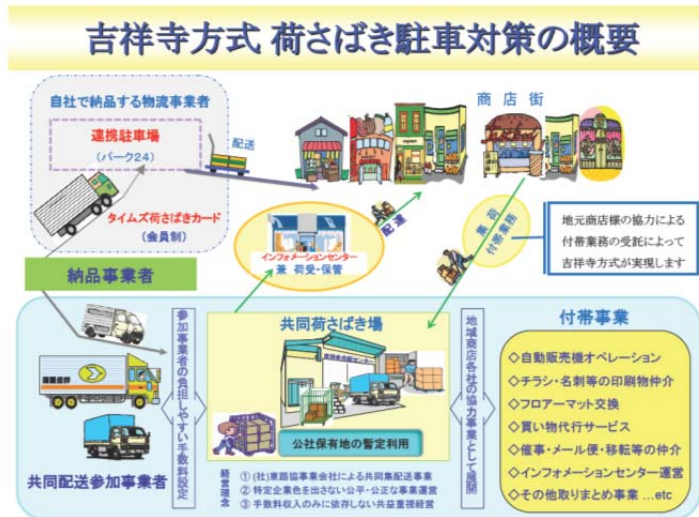 吉祥寺方式 荷さばき駐車対策の概要
自社で納品する物流事業者
連携駐車場
(パーク24)
配送
タイムズ荷さばきカード
(会員制)
商店街
インフォメーションセンター
兼 荷受・保管
配達
集荷
付帯業務
地元商店様の協力による
付帯業務の受託によって
吉祥寺方式が実現します
納品事業者
参加事業者の負担しやすい手数料設定
共同配送参加事業者
共同荷さばき場
公社保有地の暫定利用
経営理念
①(社)東路協事業会社による共同集配送事業
②特定企業色を出さない公平・公正な事業運営
③手数料収入のみに依存しない共益重視経営
地域商店各社の協力事業として展開
付帯事業
◇自動販売機オペレーション
◇チラシ・名刺等の印刷物仲介
◇フロアーマット交換
◇買い物代行サービス
◇催事・メール便・移転等の仲介
◇インフォメーションセンター運営
◇その他取りまとめ事業 …etc